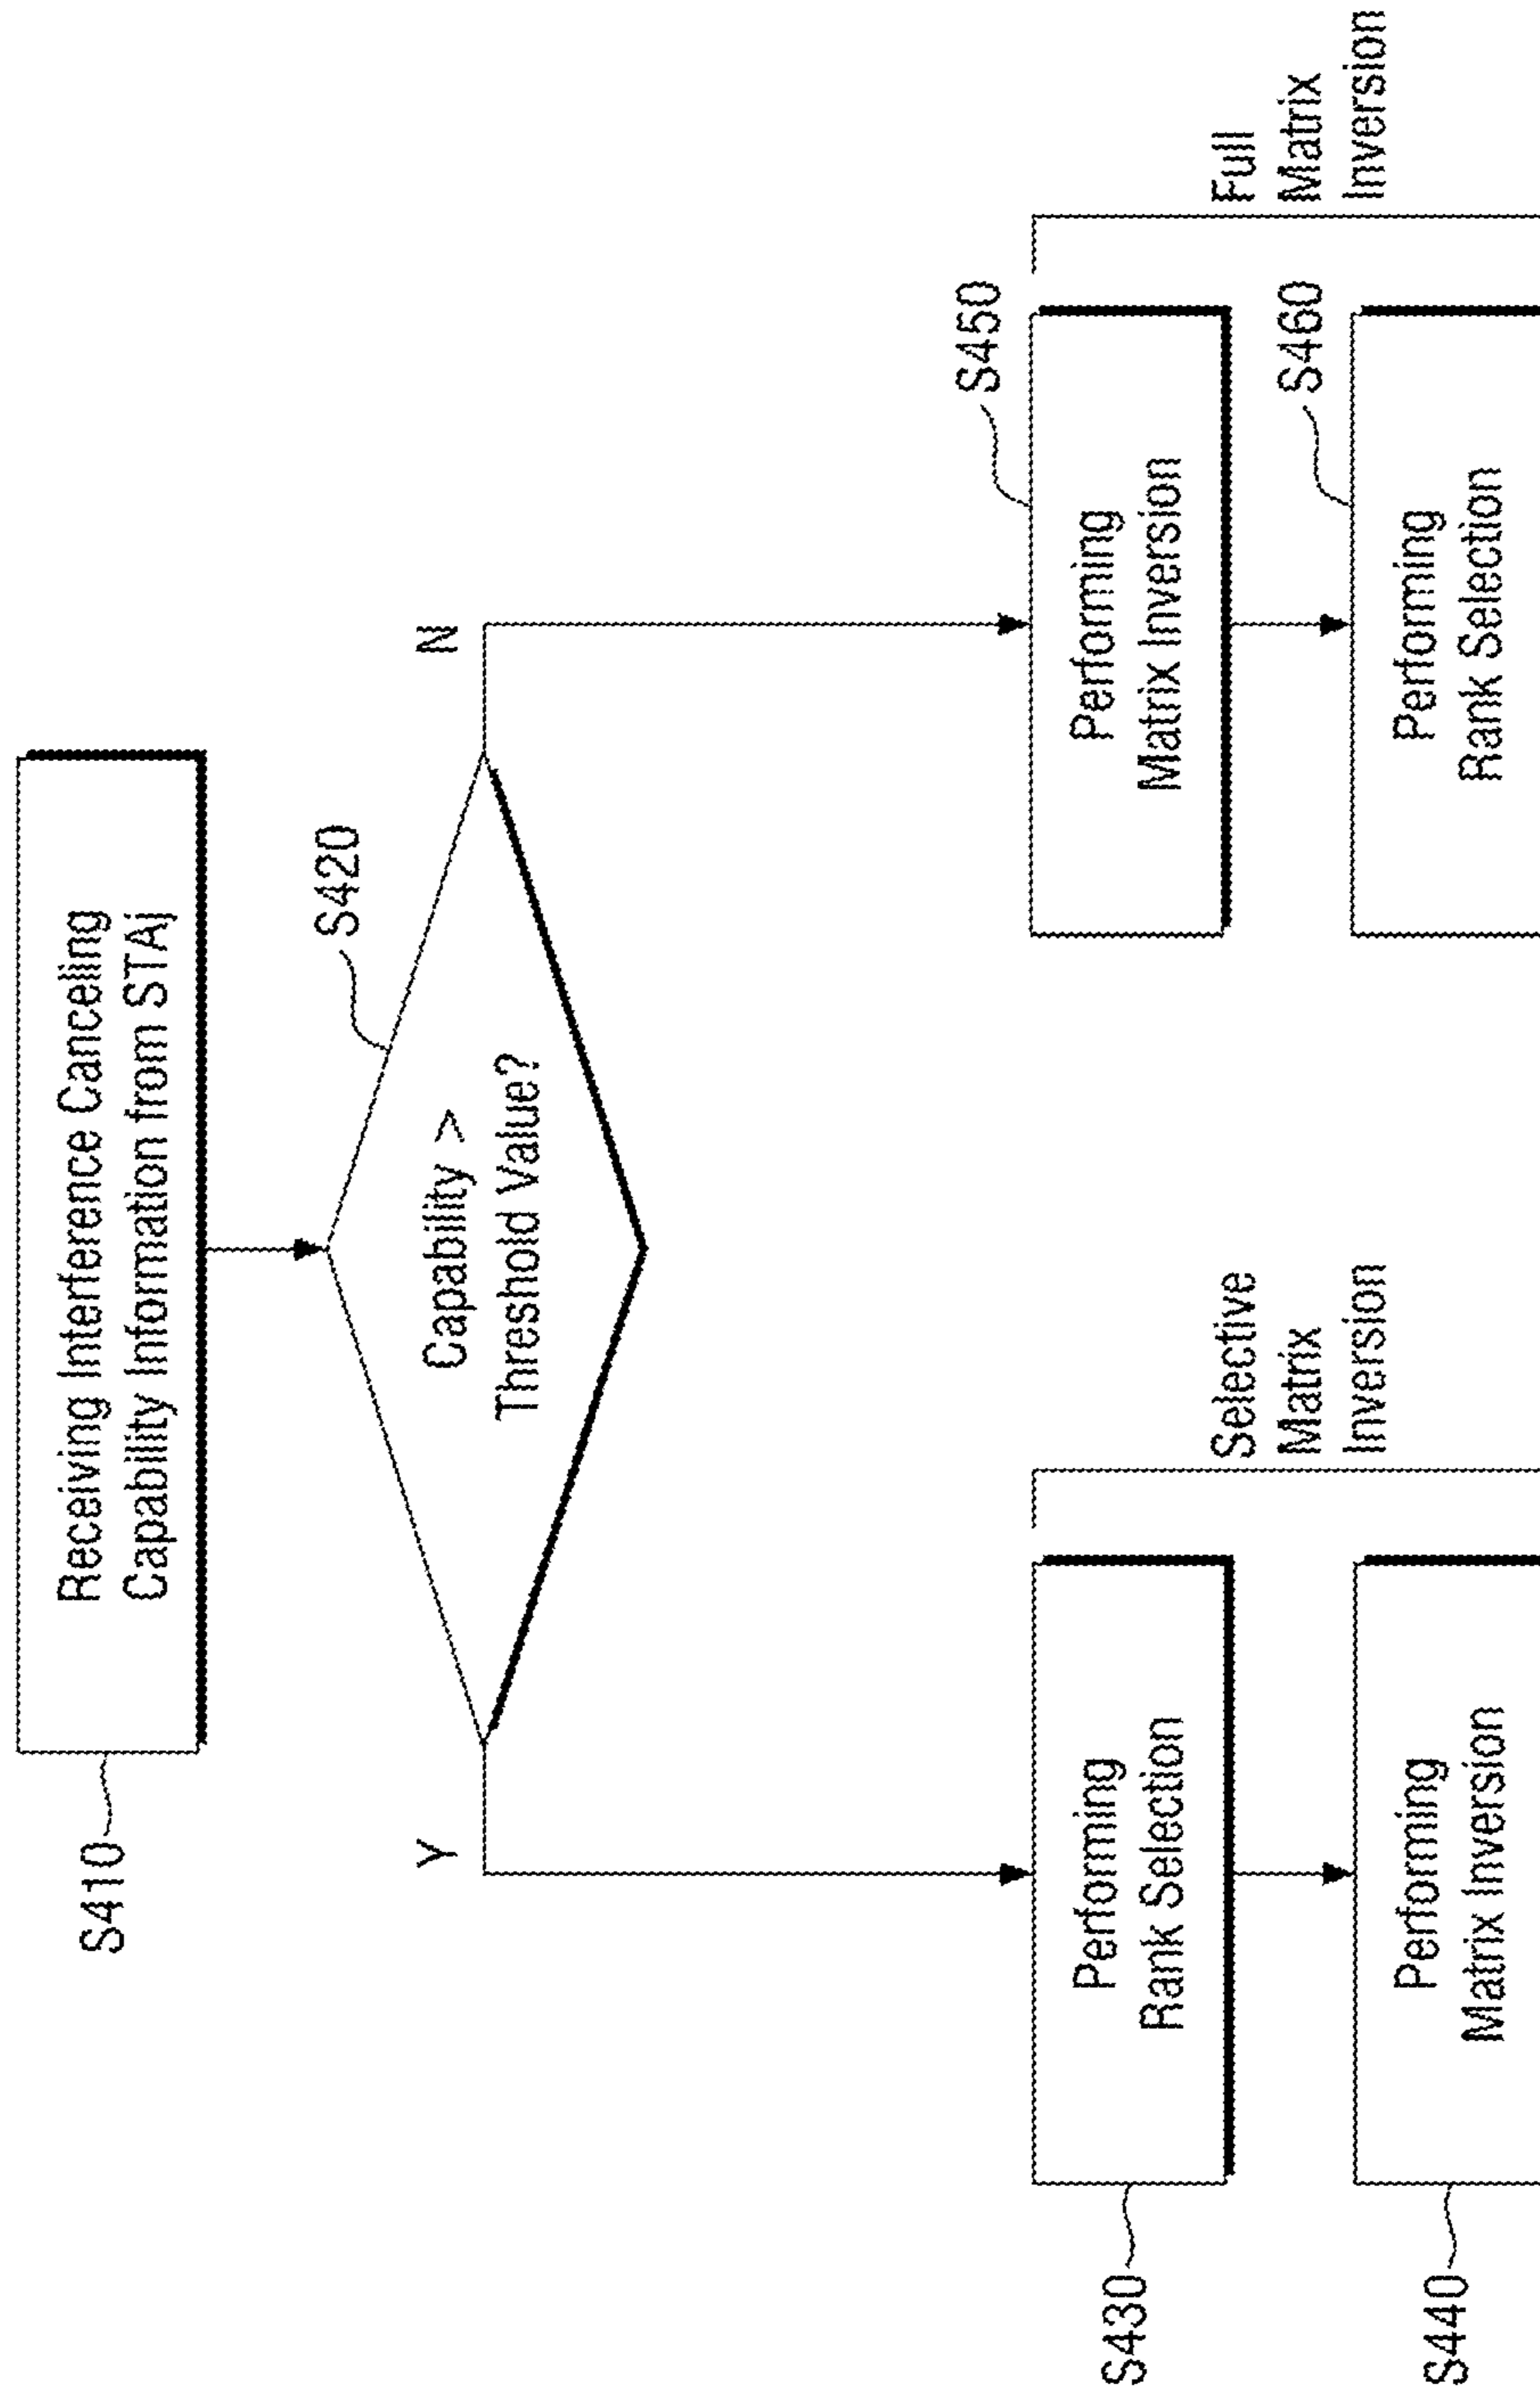 S410
Receiving Interference Cancelling
Capability Information from STAj
S420
Capability >
Threshold Value?
Y
N
S430
Performing
Rank Selection
S440
Performing
Matrix Inversion
Selective
Matrix
Inversion
S450
Performing
Matrix Inversion
S460
Performing
Rank Selection
Full
Matrix
Inversion